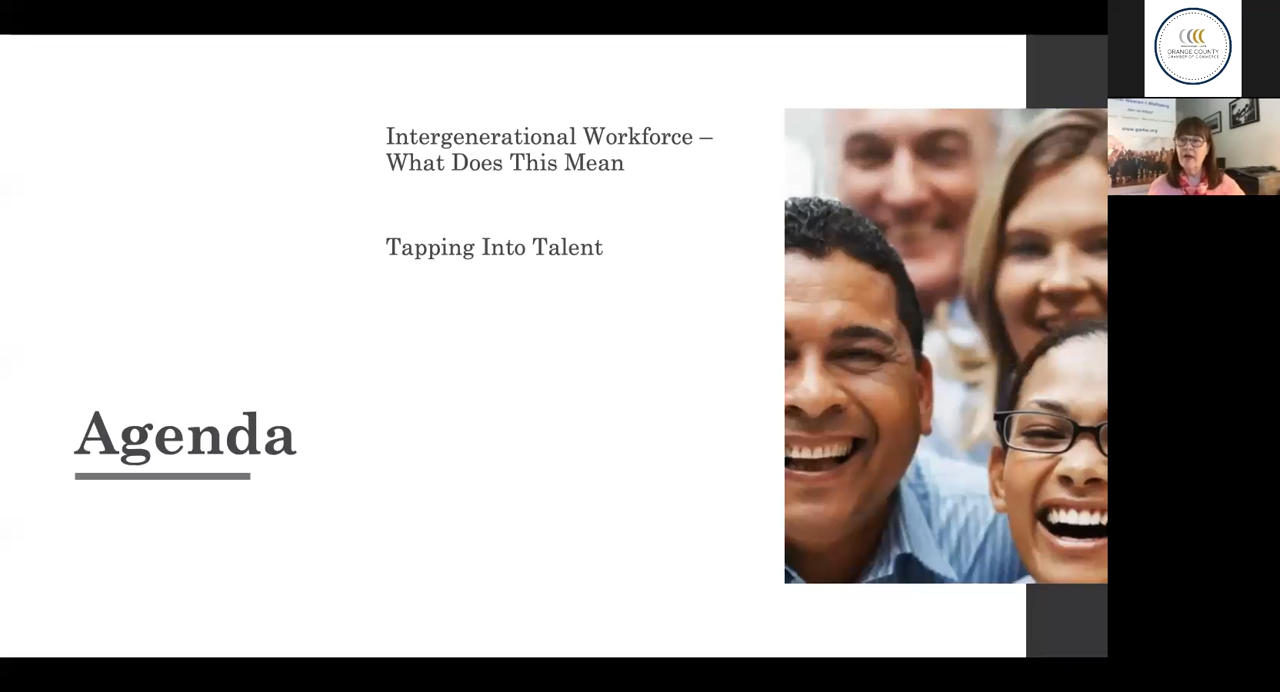 Intergenerational Workforce –
What Does This Mean
Tapping Into Talent
Agenda
ORANGE COUNTY
CHAMBER OF COMMERCE